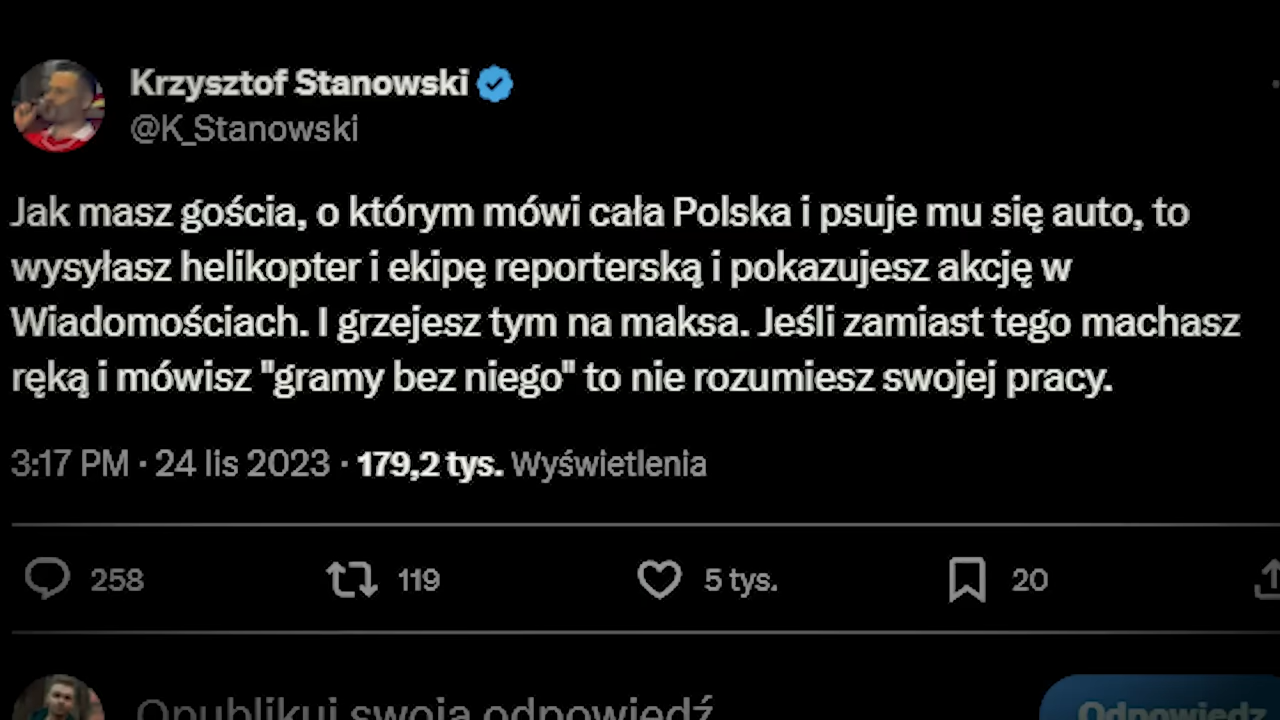 Krzysztof Stanowski
@K_Stanowski
Jak masz gościa, o którym mówi cała Polska i psuje mu się auto, to
wysyłasz helikopter i ekipę reporterską i pokazujesz akcję w
Wiadomościach. I grzejesz tym na maksa. Jeśli zamiast tego machasz
ręką i mówisz "gramy bez niego" to nie rozumiesz swojej pracy.
3:17 PM · 24 lis 2023 · 179,2 tys. Wyświetlenia
258 119 5 tys. 20
Opublikuj swoją odpowiedź
Odpowiedz